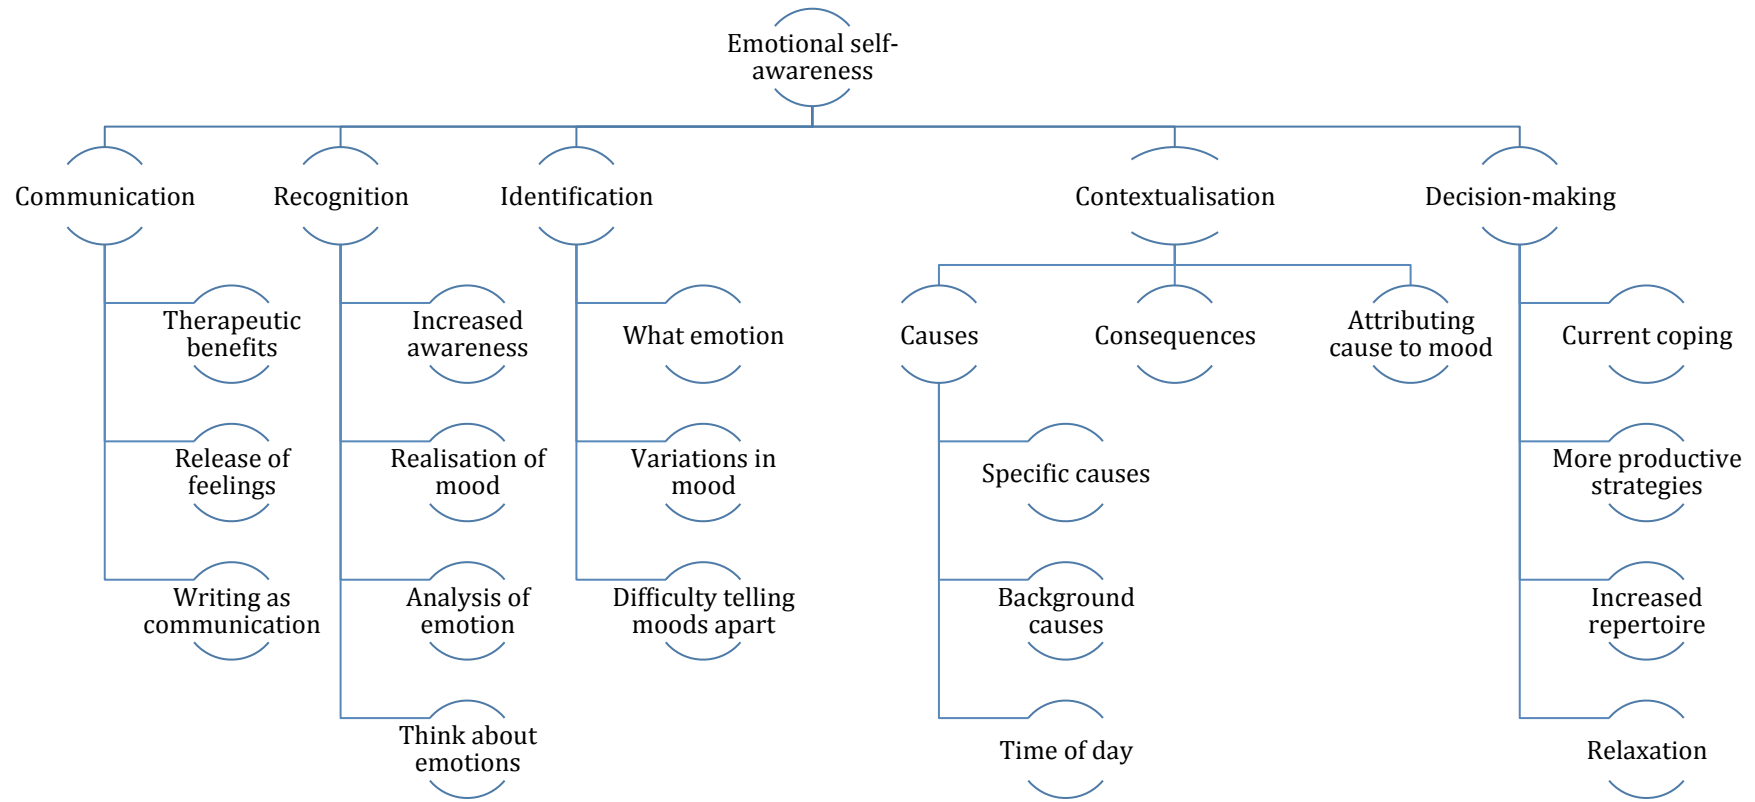 Emotional self-
awareness
Communication
Recognition
Identification
Contextualisation
Decision-making
Therapeutic
benefits
Increased
awareness
What emotion
Causes
Consequences
Attributing
cause to mood
Current coping
Release of
feelings
Realisation of
mood
Variations in
mood
Specific causes
More productive
strategies
Writing as
communication
Analysis of
emotion
Difficulty telling
moods apart
Background
causes
Increased
repertoire
Think about
emotions
Time of day
Relaxation